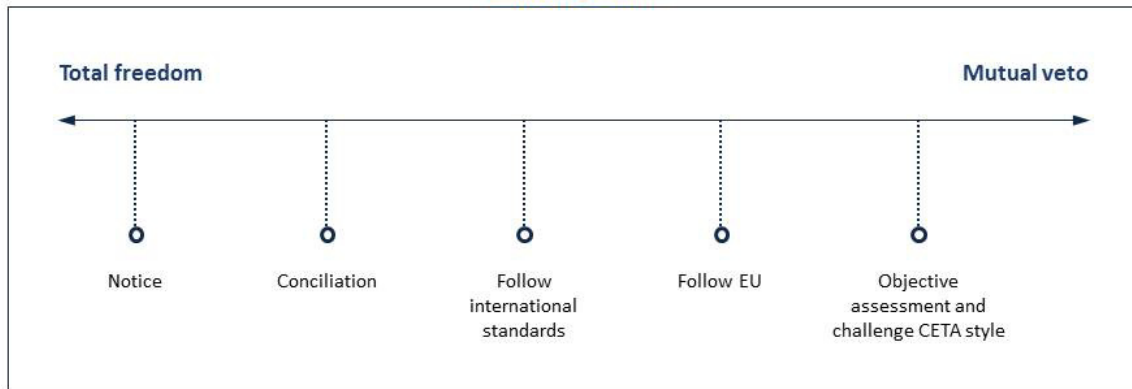 Total freedom
Mutual veto
Notice
Conciliation
Follow
international
standards
Follow EU
Objective
assessment and
challenge CETA style